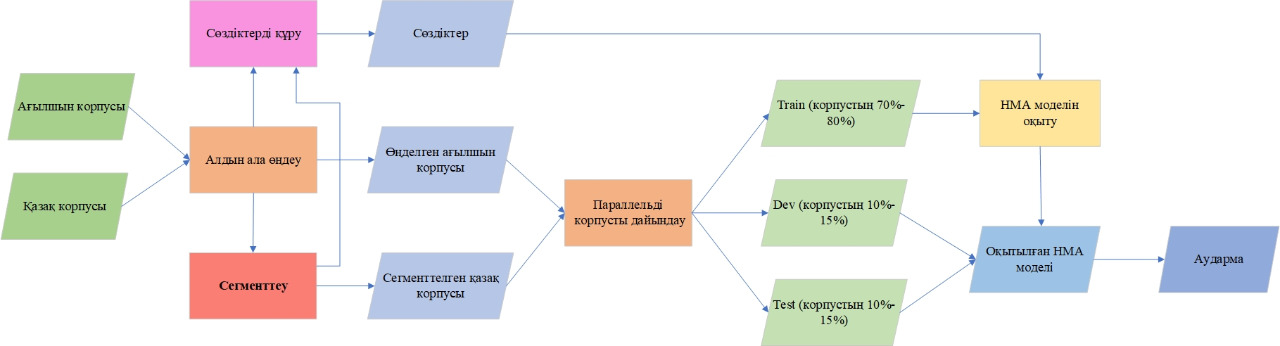 Сөздіктерді құру
Сөздіктер
Ағылшын корпусы
Қазақ корпусы
Алдын ала өңдеу
Өңделген ағылшын
корпусы
Сегменттеу
Сегменттелген қазақ
корпусы
Параллельді
корпусты дайындау
Train (корпустың 70%-
80%)
Dev (корпустың 10%-
15%)
Test (корпустың 10%-
15%)
НМА моделін
оқыту
Оқытылған НМА
моделі
Аударма